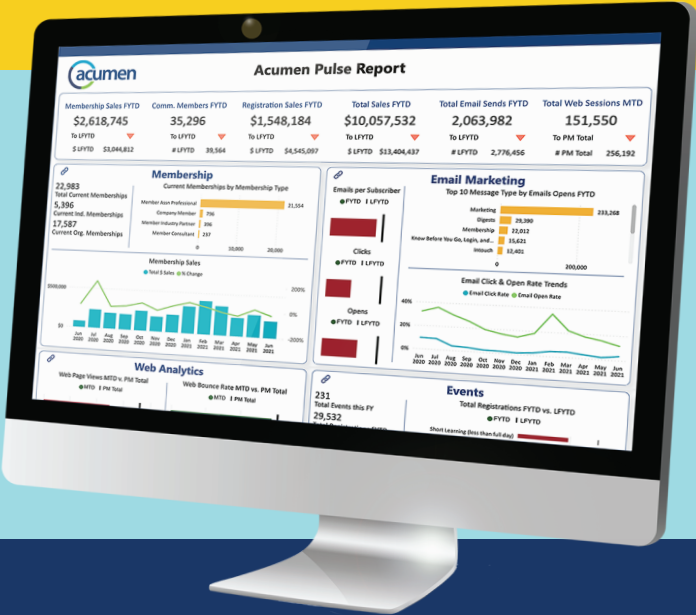 acumen
Acumen Pulse Report
Membership Sales FYTD
$2,618,745
To LFYTD
$ LFYTD $3,044,812
Comm. Members FYTD
35,296
To LFYTD
# LFYTD 39,564
Registration Sales FYTD
$1,548,184
To LFYTD
$ LFYTD $4,545,097
Total Sales FYTD
$10,057,532
To LFYTD
$ LFYTD $13,404,437
Total Email Sends FYTD
2,063,982
To LFYTD
# LFYTD 2,776,456
Total Web Sessions MTD
151,550
To PM Total
# PM Total 256,192
Membership
22,983
Total Current Memberships
5,396
Current Ind. Memberships
17,587
Current Org. Memberships
Current Memberships by Membership Type
Member Assn Professional 21,554
Company Member 796
Member Industry Partner 396
Member Consultant 237
0 10,000 20,000
Membership Sales
Total $ Sales % Change
$500,000 200%
0%
$0 -200%
Jun 2020 Jul 2020 Aug 2020 Sep 2020 Oct 2020 Nov 2020 Dec 2020 Jan 2021 Feb 2021 Mar 2021 Apr 2021 May 2021 Jun 2021
Emails per Subscriber
FYTD LFYTD
Clicks
FYTD LFYTD
Opens
FYTD LFYTD
Email Marketing
Top 10 Message Type by Emails Opens FYTD
Marketing 233,268
Digests 29,390
Membership 22,012
Know Before You Go, Login, and... 15,621
Intouch 12,401
0 200,000
Email Click & Open Rate Trends
Email Click Rate Email Open Rate
40%
20%
0%
Jun 2020 Jul 2020 Aug 2020 Sep 2020 Oct 2020 Nov 2020 Dec 2020 Jan 2021 Feb 2021 Mar 2021 Apr 2021 May 2021 Jun 2021
Web Analytics
Web Page Views MTD v. PM Total
MTD PM Total
Web Bounce Rate MTD vs. PM Total
MTD PM Total
Events
231
Total Events this FY
29,532
Total Registrations FYTD vs. LFYTD
FYTD LFYTD
Short Learning (less than full day)